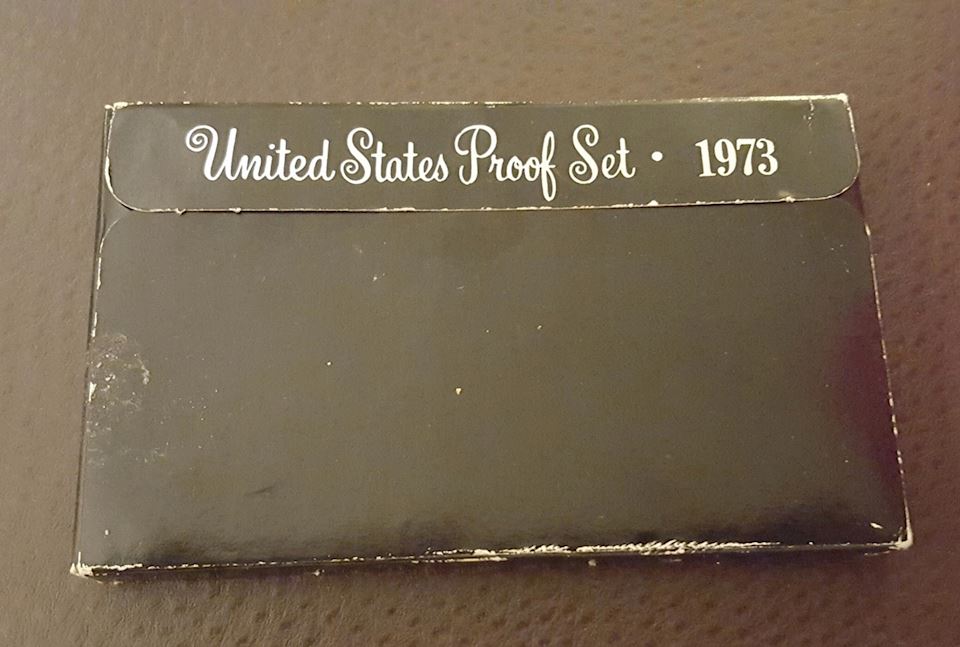 United States Proof Set • 1973